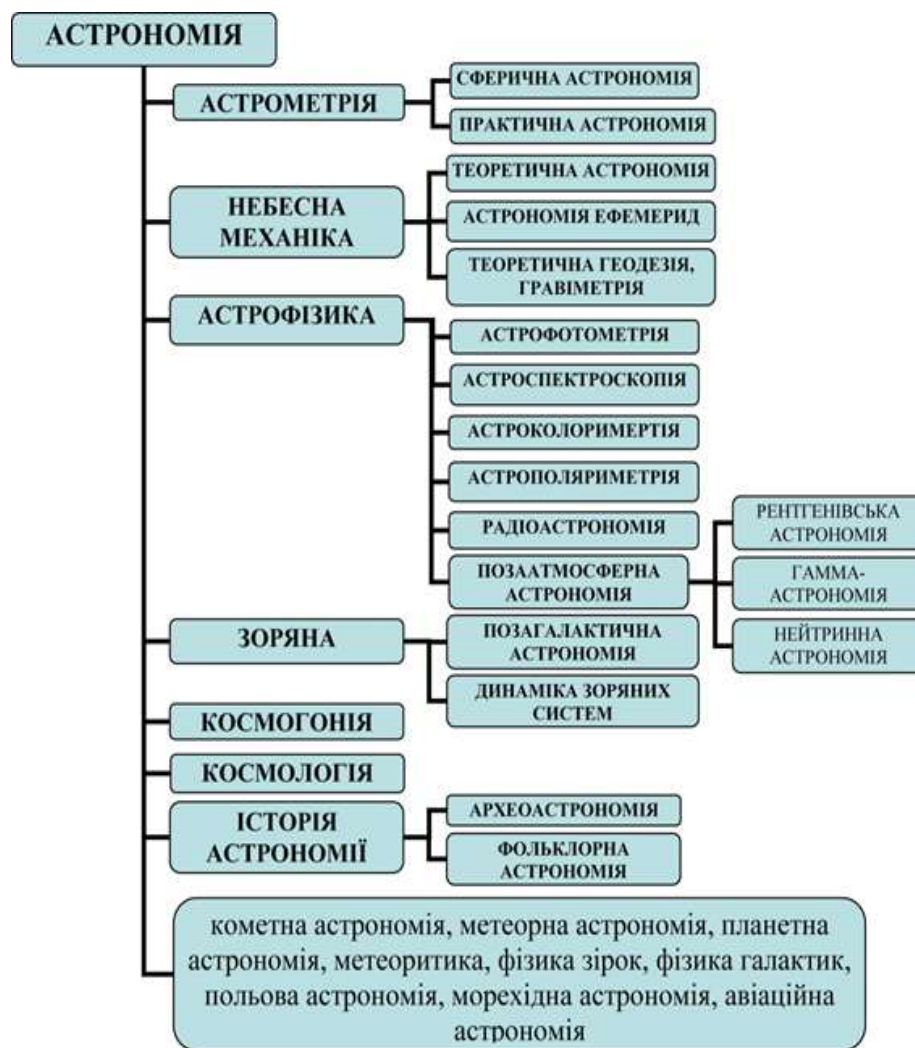 АСТРОНОМІЯ
АСТРОМЕТРІЯ
СФЕРИЧНА АСТРОНОМІЯ
ПРАКТИЧНА АСТРОНОМІЯ
НЕБЕСНА
МЕХАНІКА
ТЕОРЕТИЧНА АСТРОНОМІЯ
АСТРОНОМІЯ ЕФЕМЕРИД
ТЕОРЕТИЧНА ГЕОДЕЗІЯ,
ГРАВІМЕТРІЯ
АСТРОФІЗИКА
АСТРОФОТОМЕТРІЯ
АСТРОСПЕКТРОСКОПІЯ
АСТРОКОЛОРИМЕРТІЯ
АСТРОПОЛЯРИМЕТРІЯ
РАДІОАСТРОНОМІЯ
ПОЗААТМОСФЕРНА
АСТРОНОМІЯ
РЕНТГЕНІВСЬКА
АСТРОНОМІЯ
ГАММА-
АСТРОНОМІЯ
НЕЙТРИННА
АСТРОНОМІЯ
ЗОРЯНА
ПОЗАГАЛАКТИЧНА
АСТРОНОМІЯ
ДИНАМІКА ЗОРЯНИХ
СИСТЕМ
КОСМОГОНІЯ
КОСМОЛОГІЯ
ІСТОРІЯ
АСТРОНОМІЇ
АРХЕОАСТРОНОМІЯ
ФОЛЬКЛОРНА
АСТРОНОМІЯ
кометна астрономія, метеорна астрономія, планетна
астрономія, метеоритика, фізика зірок, фізика галактик,
польова астрономія, морехідна астрономія, авіаційна
астрономія